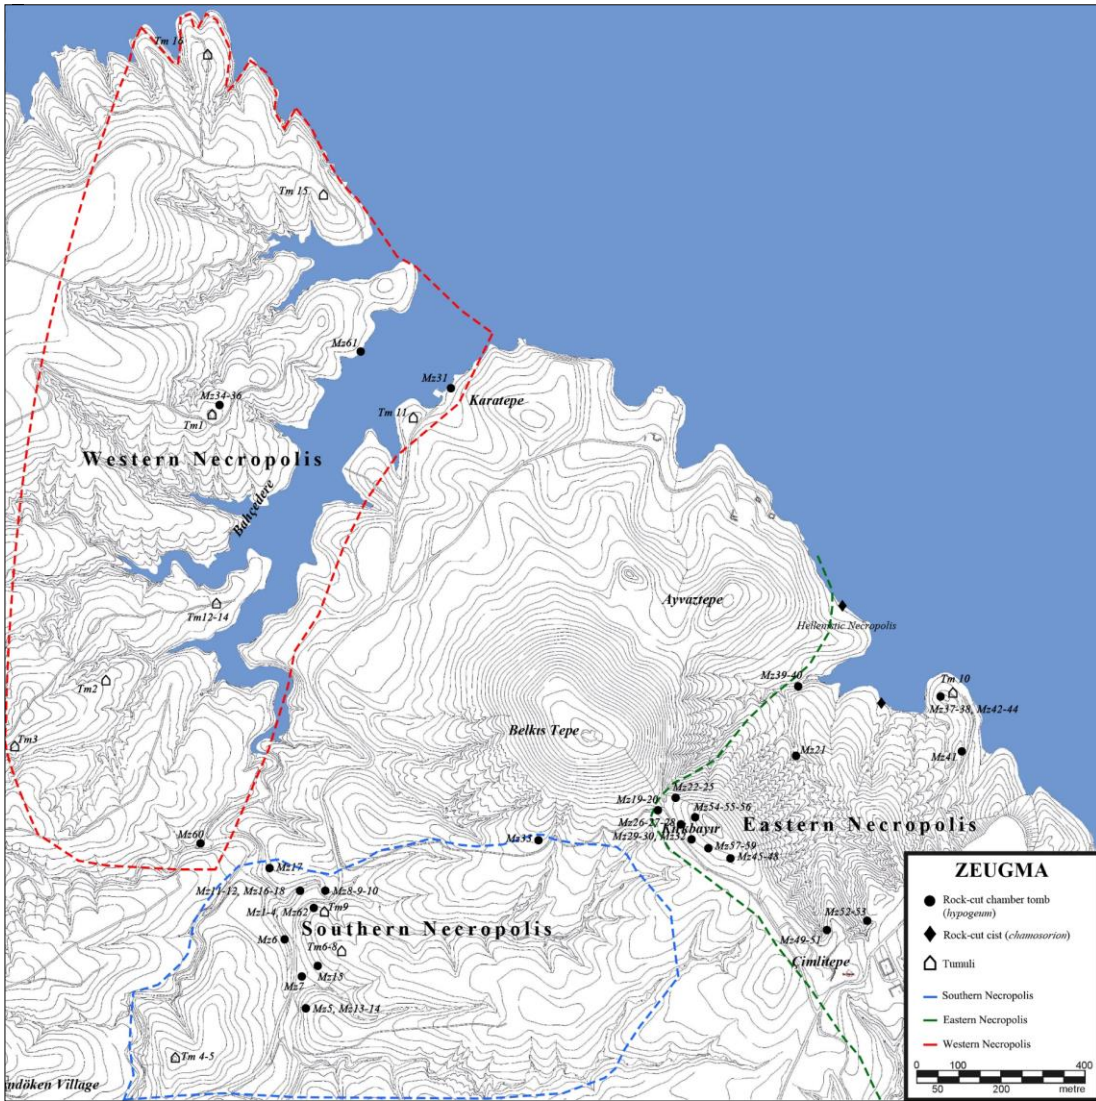 Tm 16
Tm 15
Mz61
Mz31
Karatepe
Mz34-36
Tm1
Tm 11
Western Necropolis
Bahçedere
Ayvaztepe
Tm12-14
Hellenistic Necropolis
Tm2
Mz39-40
Tm 10
Mz37-38, Mz42-44
Belkıs Tepe
Tm3
Mz21
Mz41
Mz22-25
Mz19-20
Mz54-55-56
Mz26-27-28
Eastern Necropolis
Mz29-30,
Mz60
Mz57-59
Mz45-48
Mz17
Mz11-12, Mz16-18
Mz8-9-10
Mz1-4, Mz62
Tm9
Southern Necropolis
Mz6
Tm6-8
Mz15
Mz7
Mz5, Mz13-14
Mz52-53
Mz49-51
Çimlitepe
Tm 4-5
ndöken Village
ZEUGMA
Rock-cut chamber tomb
(hypogeum)
Rock-cut cist (chamosorion)
Tumuli
Southern Necropolis
Eastern Necropolis
Western Necropolis
0 100 400
50 200 metre